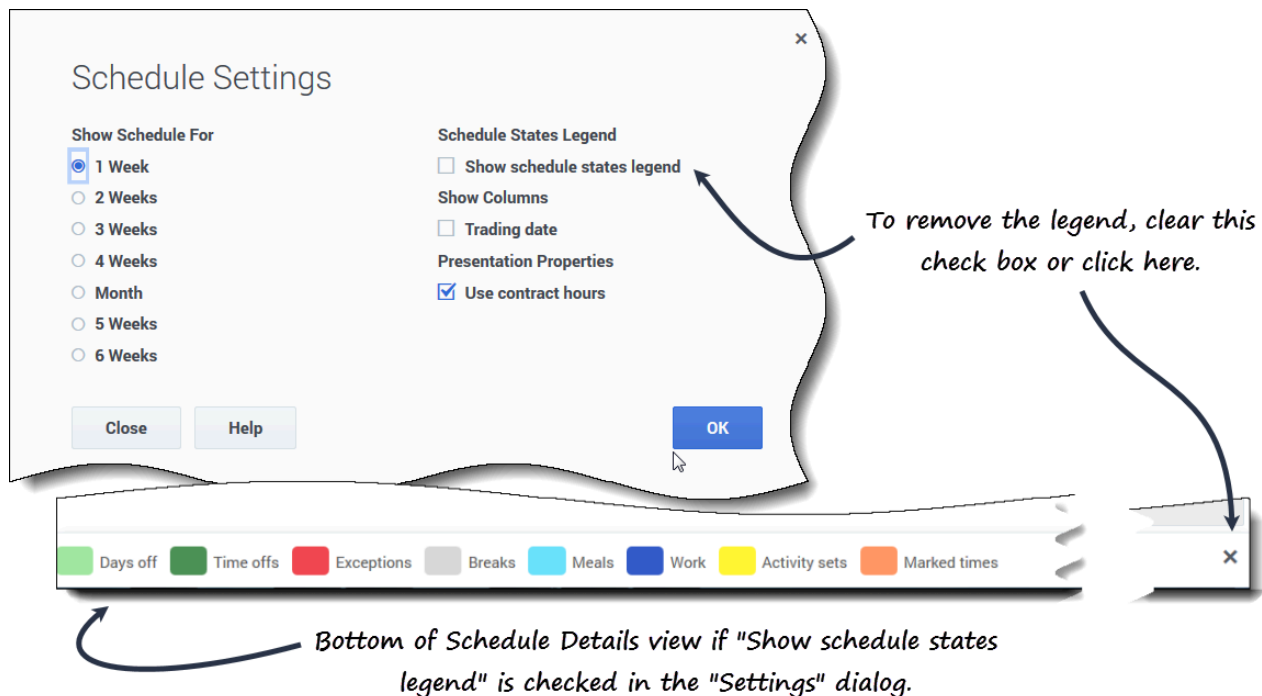 ×
Schedule Settings
Show Schedule For
1 Week
2 Weeks
3 Weeks
4 Weeks
Month
5 Weeks
6 Weeks
Schedule States Legend
Show schedule states legend
Show Columns
Trading date
Presentation Properties
Use contract hours
Close Help OK
To remove the legend, clear this
check box or click here.
Days off Time offs Exceptions Breaks Meals Work Activity sets Marked times ×
Bottom of Schedule Details view if "Show schedule states
legend" is checked in the "Settings" dialog.